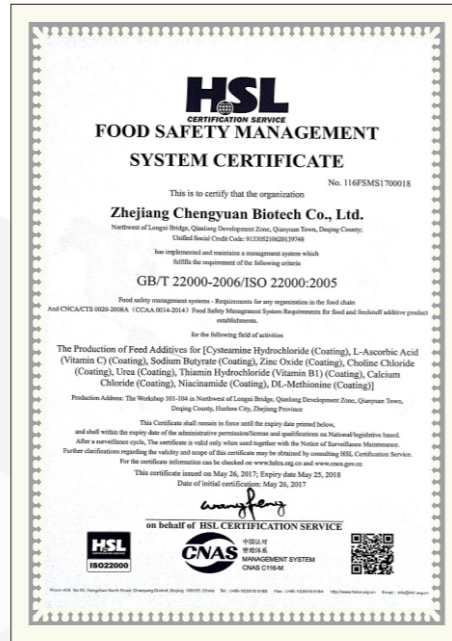 HSL
CERTIFICATION SERVICE
FOOD SAFETY MANAGEMENT
SYSTEM CERTIFICATE
No. 116FSMS1700018
This is to certify that the organization
Zhejiang Chengyuan Biotech Co., Ltd.
Northwest of Longxi Bridge, Qianlong Development Zone, Qianyuan Town, Deqing County;
Unified Social Credit Code: 913305210620139748
has implemented and maintains a management system which
fulfills the requirement of the following criteria
GB/T 22000-2006/ISO 22000:2005
Food safety management systems - Requirements for any organization in the food chain
And CNCA/CTS 0020-2008A（CCAA 0014-2014）Food Safety Management System Requirements for food and feedstuff additive product
establishments.
for the following field of activities
The Production of Feed Additives for [Cysteamine Hydrochloride (Coating), L-Ascorbic Acid
(Vitamin C) (Coating), Sodium Butyrate (Coating), Zinc Oxide (Coating), Choline Chloride
(Coating), Urea (Coating), Thiamin Hydrochloride (Vitamin B1) (Coating), Calcium
Chloride (Coating), Niacinamide (Coating), DL-Methionine (Coating)]
Production Address: The Workshop 101-104 in Northwest of Longxi Bridge, Qianlong Development Zone, Qianyuan Town,
Deqing County, Huzhou City, Zhejiang Province
This Certificate shall remain in force until the expiry date printed below,
and shall within the expiry date of the administrative permission/license and qualifications on National/legislative based.
After a surveillance cycle, The certificate is valid only when used together with the Notice of Surveillance Maintenance.
Further clarifications regarding the validity and scope of this certificate may be obtained by consulting HSL Certification Service.
For the certificate information can be checked on www.hslcs.org.cn and www.cnca.gov.cn
This certificate issued on May 26, 2017; Expiry date May 25, 2018
Date of initial certification: May 26, 2017
wangfeng
on behalf of HSL CERTIFICATION SERVICE
HSL
ISO22000
CNAS
中国认可
管理体系
MANAGEMENT SYSTEM
CNAS C116-M